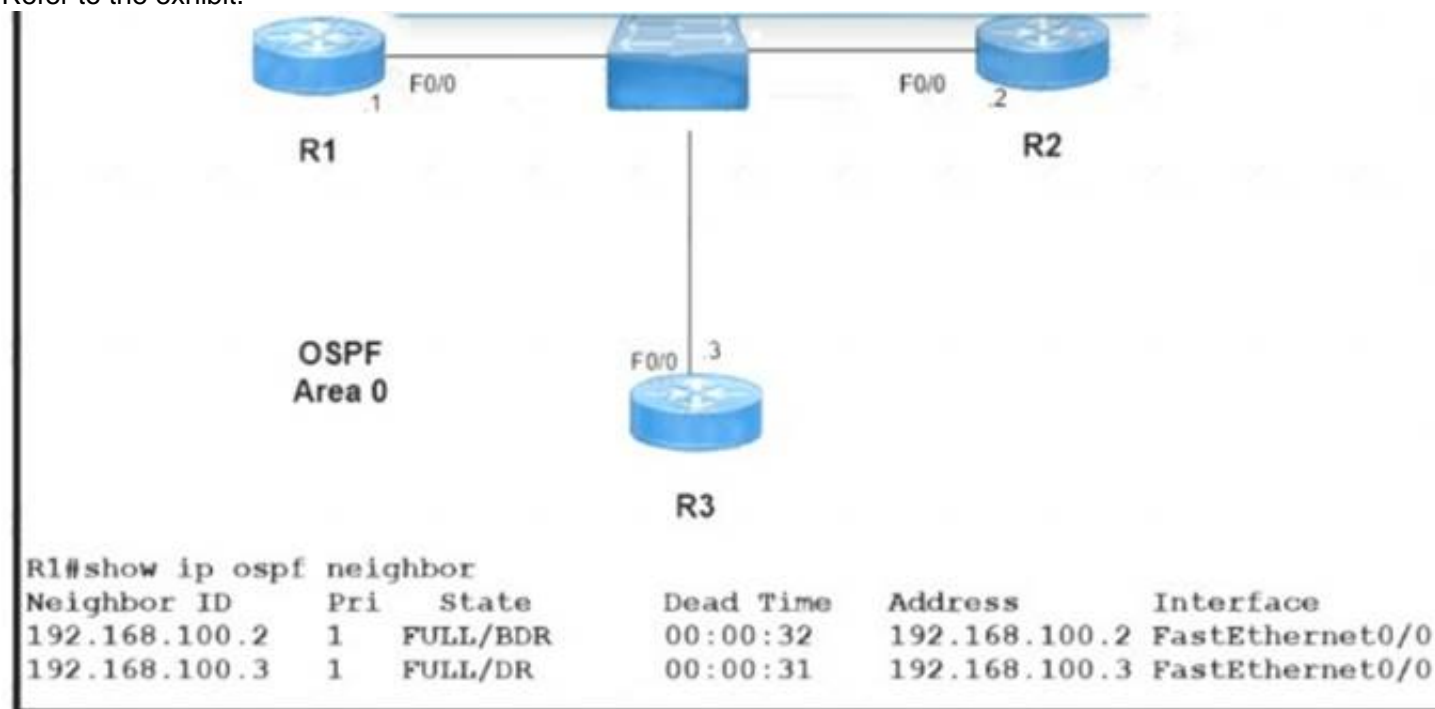 Refer to the exhibit.
F0/0
.1
R1
F0/0
.2
R2
OSPF
Area 0
F0/0
.3
R3
R1#show ip ospf neighbor
Neighbor ID Pri State Dead Time Address Interface
192.168.100.2 1 FULL/BDR 00:00:32 192.168.100.2 FastEthernet0/0
192.168.100.3 1 FULL/DR 00:00:31 192.168.100.3 FastEthernet0/0